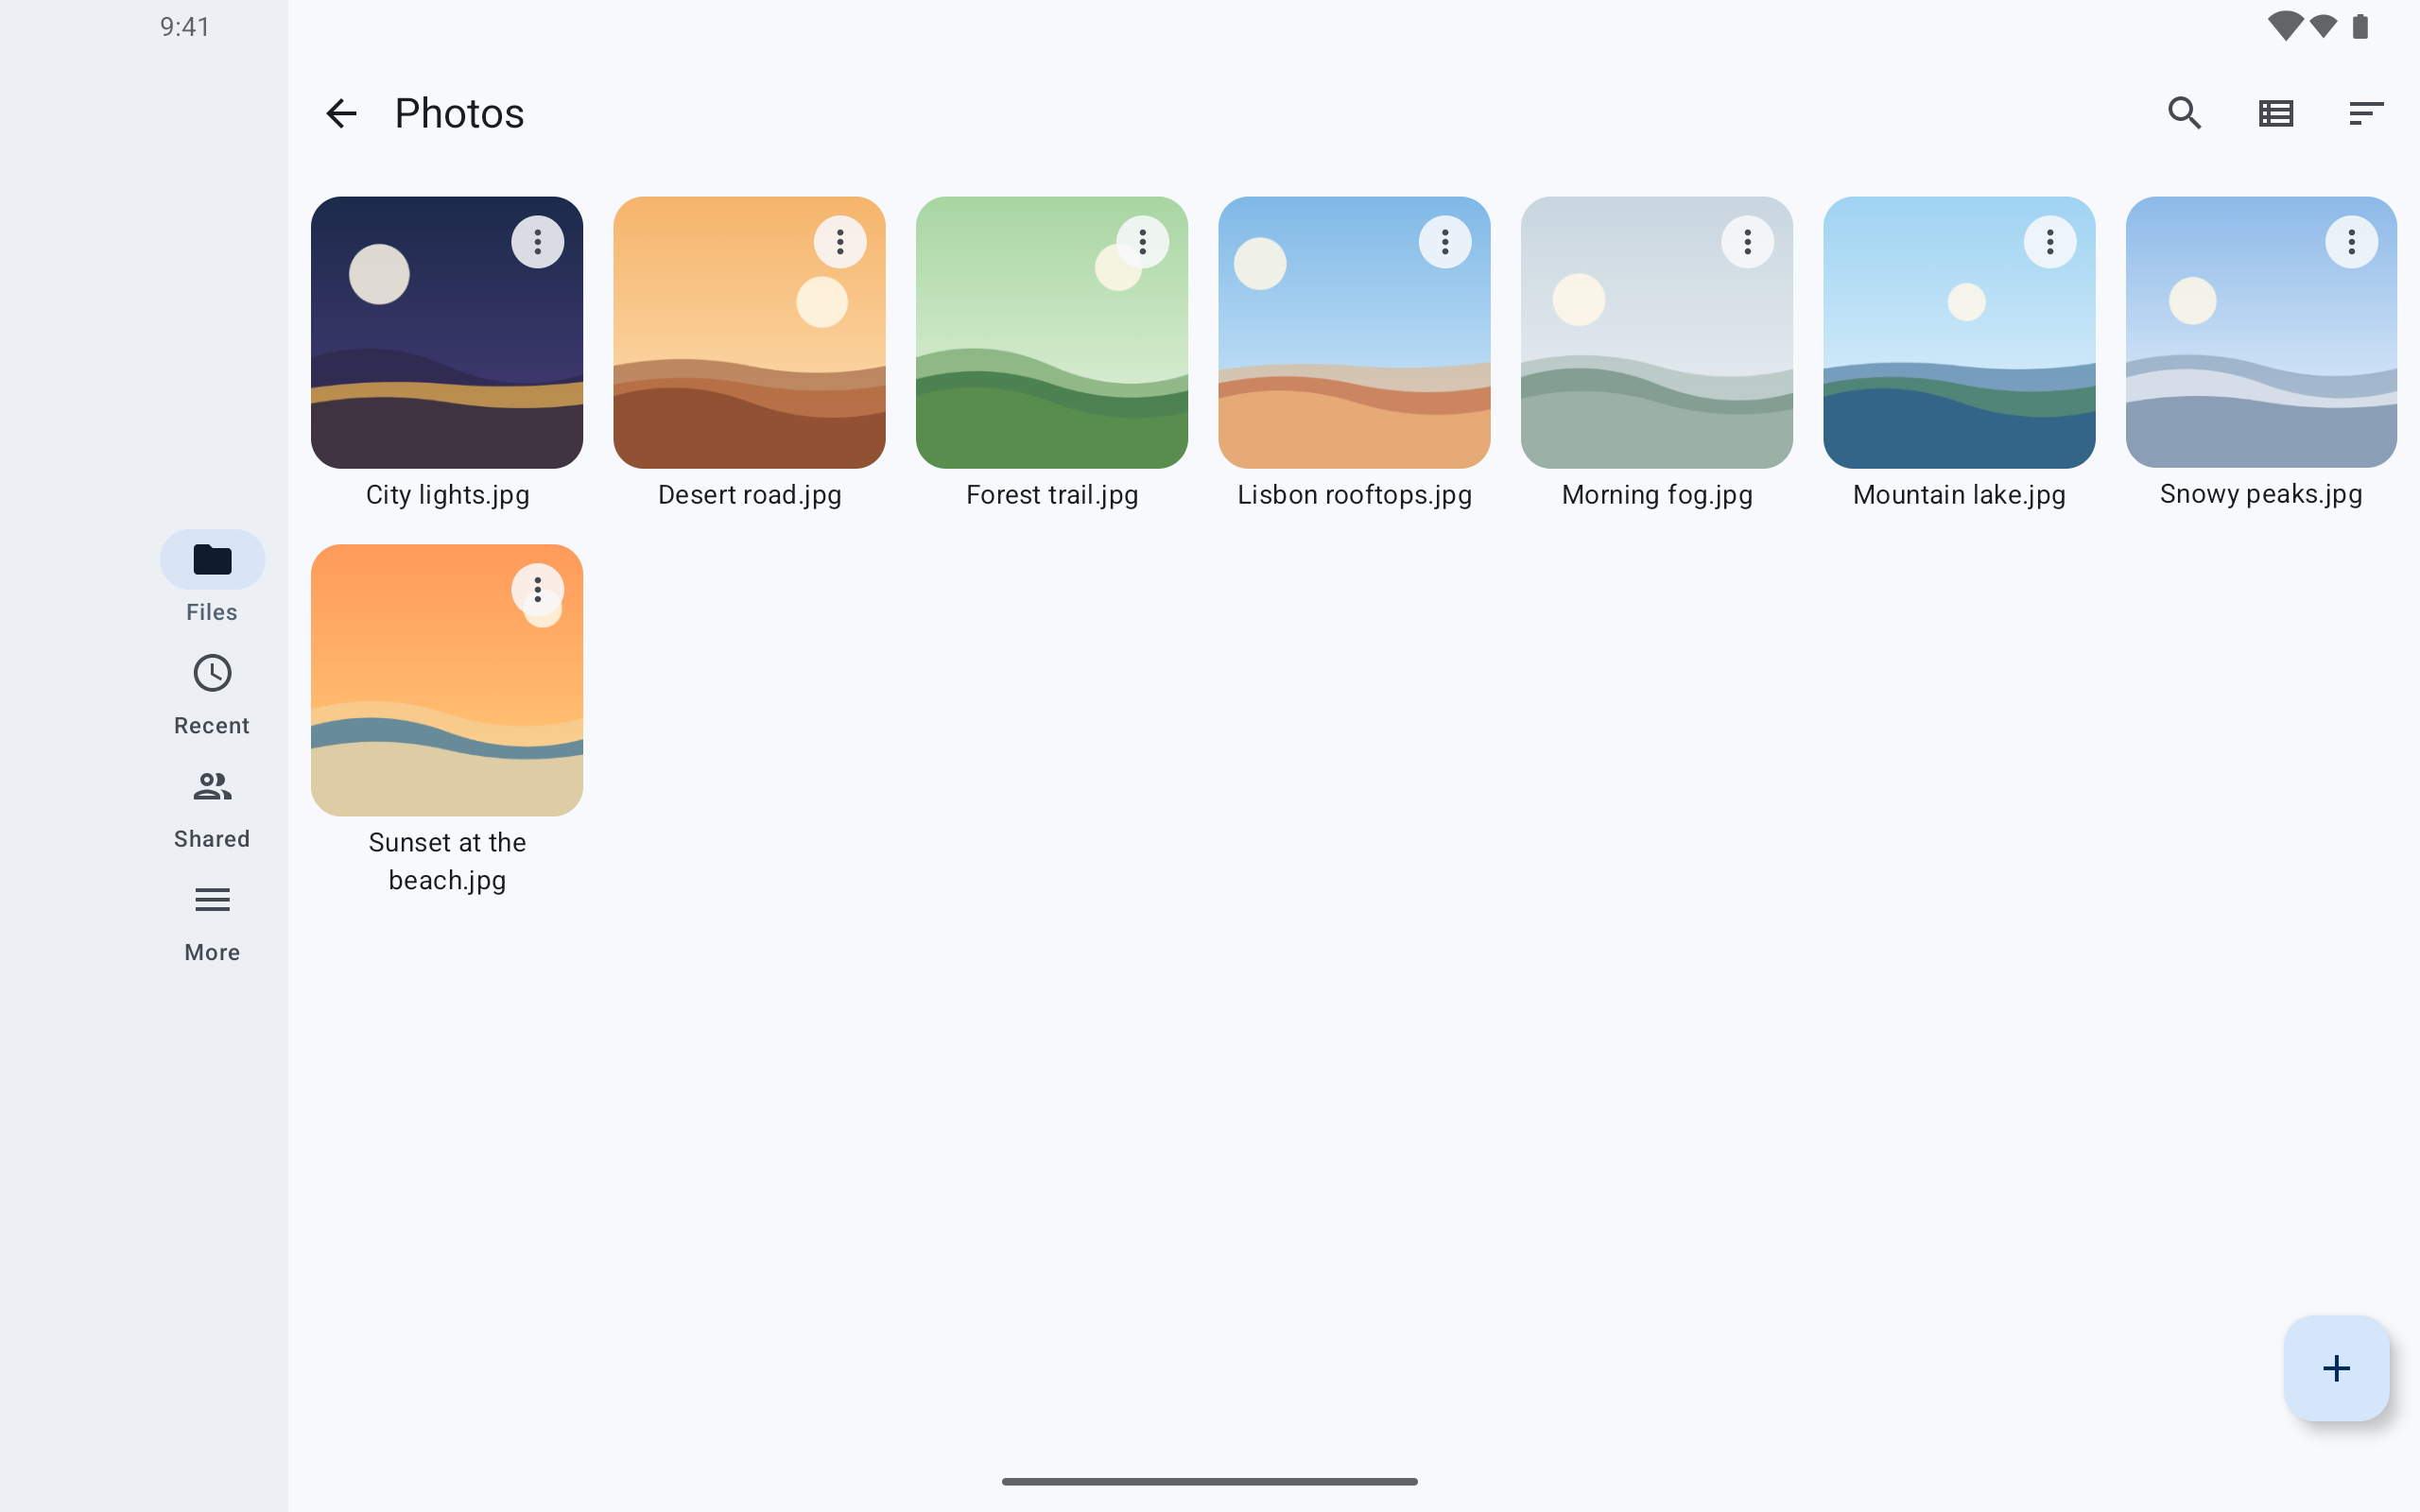 9:41
Photos
City lights.jpg
Desert road.jpg
Forest trail.jpg
Lisbon rooftops.jpg
Morning fog.jpg
Mountain lake.jpg
Snowy peaks.jpg
Sunset at the
beach.jpg
Files
Recent
Shared
More